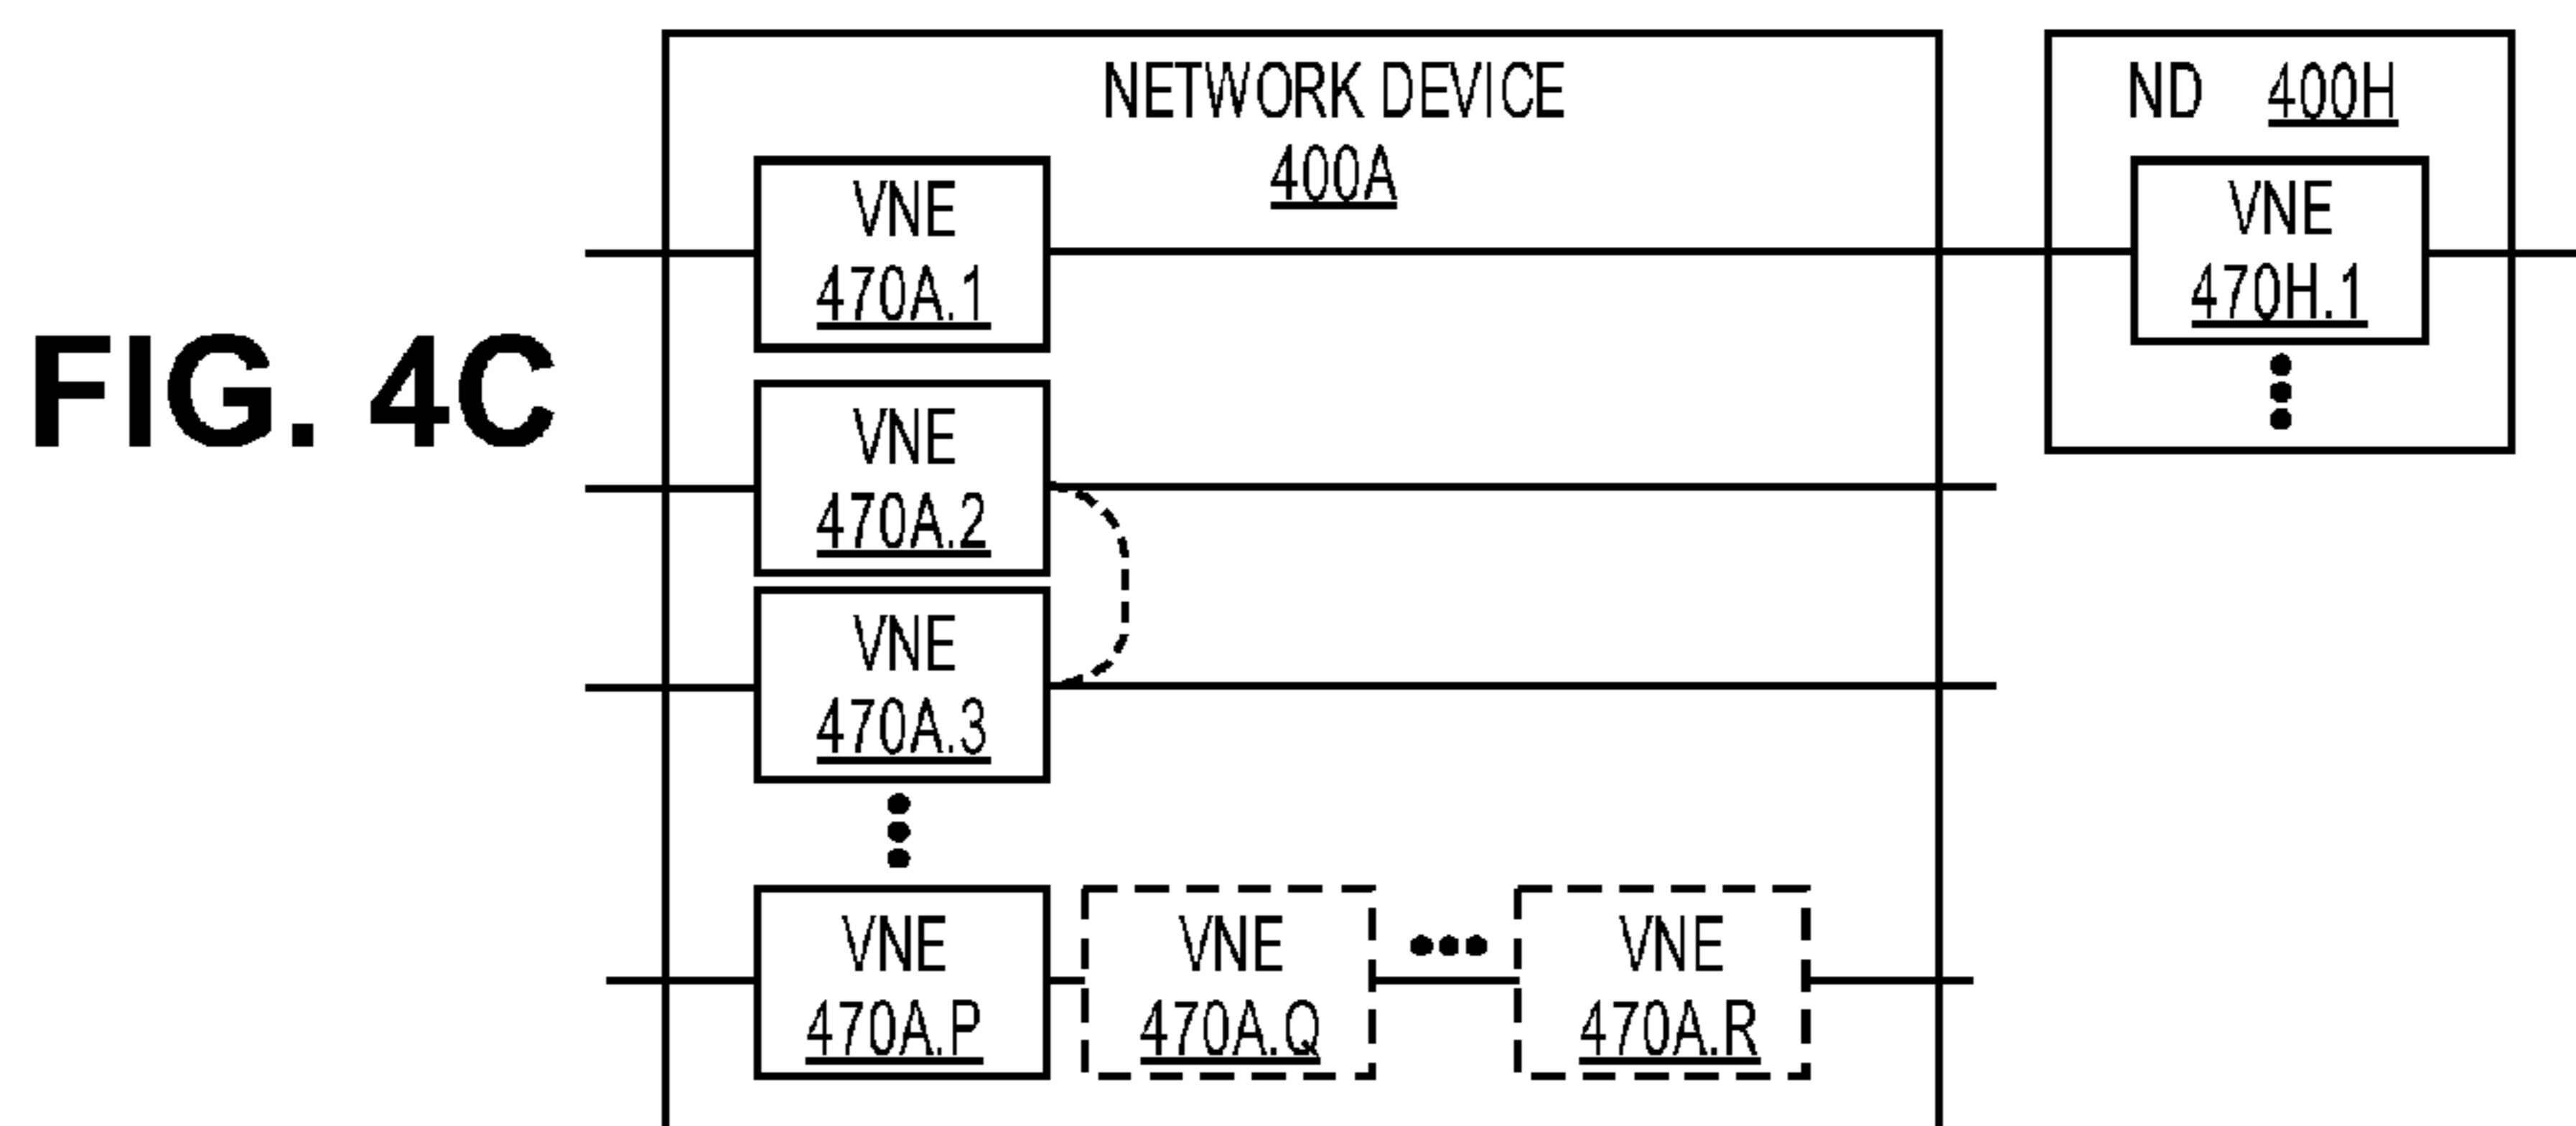 FIG. 4C
NETWORK DEVICE
400A
VNE
470A.1
VNE
470A.2
VNE
470A.3
VNE
470A.P
VNE
470A.Q
VNE
470A.R
ND 400H
VNE
470H.1